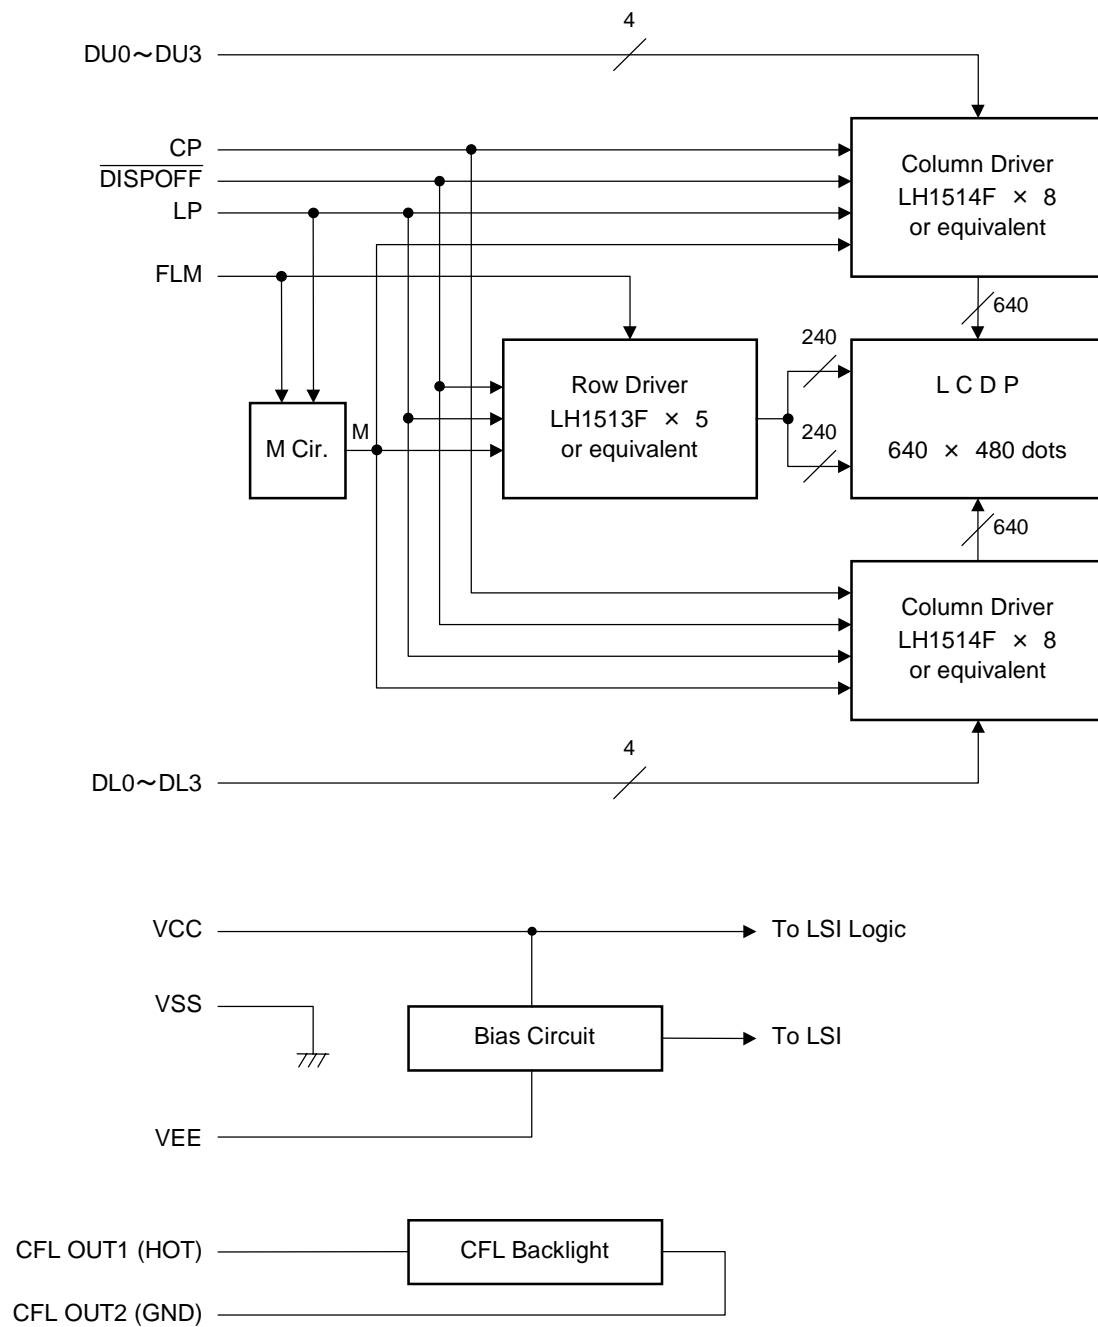 4
DU0～DU3
CP
DISPOFF
LP
FLM
Column Driver
LH1514F × 8
or equivalent
640
240
240
Row Driver
LH1513F × 5
or equivalent
L C D P
640 × 480 dots
M Cir.
M
640
Column Driver
LH1514F × 8
or equivalent
4
DL0～DL3
VCC
To LSI Logic
VSS
Bias Circuit
To LSI
VEE
CFL OUT1 (HOT)
CFL Backlight
CFL OUT2 (GND)